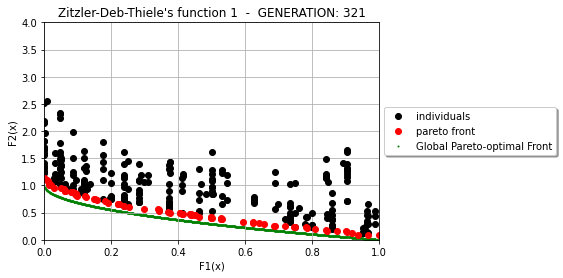 Zitzler-Deb-Thiele's function 1 - GENERATION: 321
4.0
3.5
3.0
2.5
2.0
1.5
1.0
0.5
0.0
F2(x)
0.0 0.2 0.4 0.6 0.8 1.0
F1(x)
individuals
pareto front
Global Pareto-optimal Front